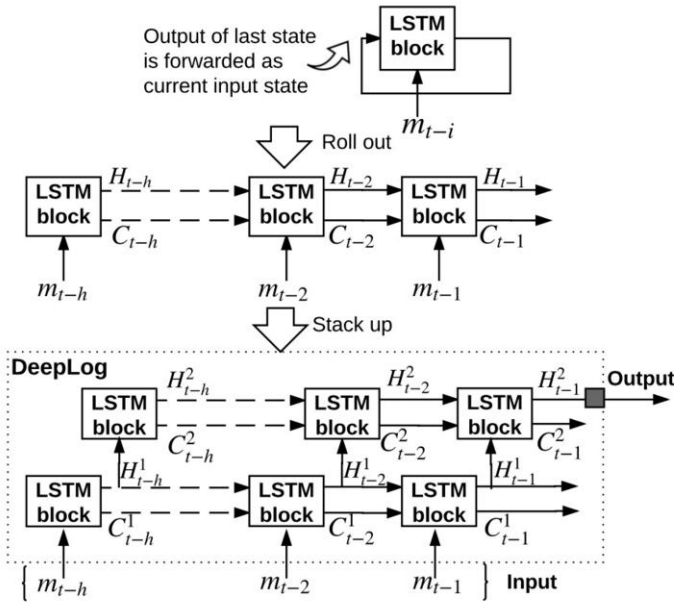 Output of last state
is forwarded as
current input state
LSTM
block
m_{t-i}
Roll out
LSTM
block
H_{t-h}
C_{t-h}
LSTM
block
H_{t-2}
C_{t-2}
LSTM
block
H_{t-1}
C_{t-1}
m_{t-h}
m_{t-2}
m_{t-1}
Stack up
DeepLog
LSTM
block
H^2_{t-h}
C^2_{t-h}
LSTM
block
H^2_{t-2}
C^2_{t-2}
LSTM
block
H^2_{t-1}
C^2_{t-1}
Output
LSTM
block
H^1_{t-h}
C^1_{t-h}
LSTM
block
H^1_{t-2}
C^1_{t-2}
LSTM
block
H^1_{t-1}
C^1_{t-1}
{ m_{t-h} m_{t-2} m_{t-1} } Input